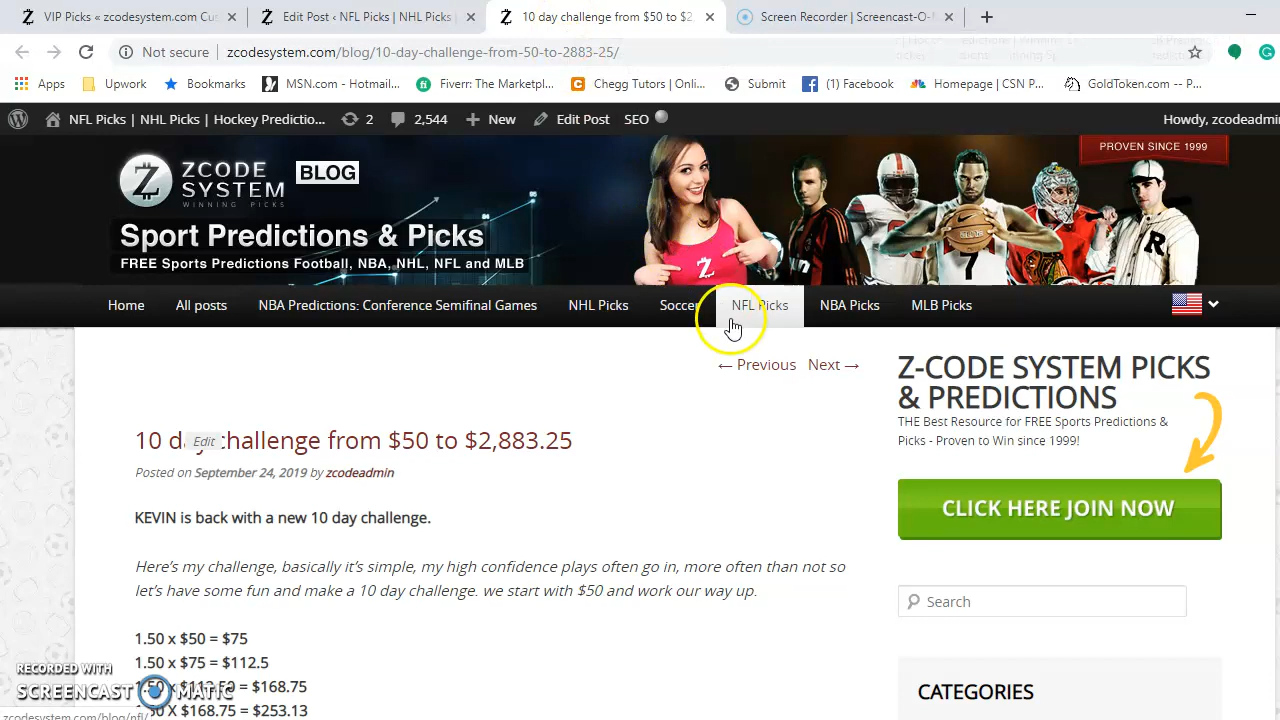 VIP Picks ‹ zcodesystem.com Cus
Edit Post ‹ NFL Picks | NHL Picks |
10 day challenge from $50 to $2
Screen Recorder | Screencast-O-
Not secure
zcodesystem.com/blog/10-day-challenge-from-50-to-2883-25/
Apps
Upwork
Bookmarks
MSN.com - Hotmail...
Fiverr: The Marketpl...
Chegg Tutors | Onli...
Submit
(1) Facebook
Homepage | CSN P...
GoldToken.com -- P...
NFL Picks | NHL Picks | Hockey Predictio...
2
2,544
New
Edit Post
SEO
Howdy, zcodeadmin
PROVEN SINCE 1999
ZCODE
SYSTEM
WINNING PICKS
BLOG
Sport Predictions & Picks
FREE Sports Predictions Football, NBA, NHL, NFL and MLB
Home
All posts
NBA Predictions: Conference Semifinal Games
NHL Picks
Soccer
NFL Picks
NBA Picks
MLB Picks
← Previous
Next →
10 day challenge from $50 to $2,883.25
Edit
Posted on September 24, 2019 by zcodeadmin
KEVIN is back with a new 10 day challenge.
Here's my challenge, basically it's simple, my high confidence plays often go in, more often than not so
let's have some fun and make a 10 day challenge. we start with $50 and work our way up.
1.50 x $50 = $75
1.50 x $75 = $112.5
1.50 x $112.50 = $168.75
1.50 x $168.75 = $253.13
Z-CODE SYSTEM PICKS
& PREDICTIONS
THE Best Resource for FREE Sports Predictions &
Picks - Proven to Win since 1999!
CLICK HERE JOIN NOW
Search
CATEGORIES
RECORDED WITH
SCREENCAST MATIC
zcodesystem.com/blog/nfl/